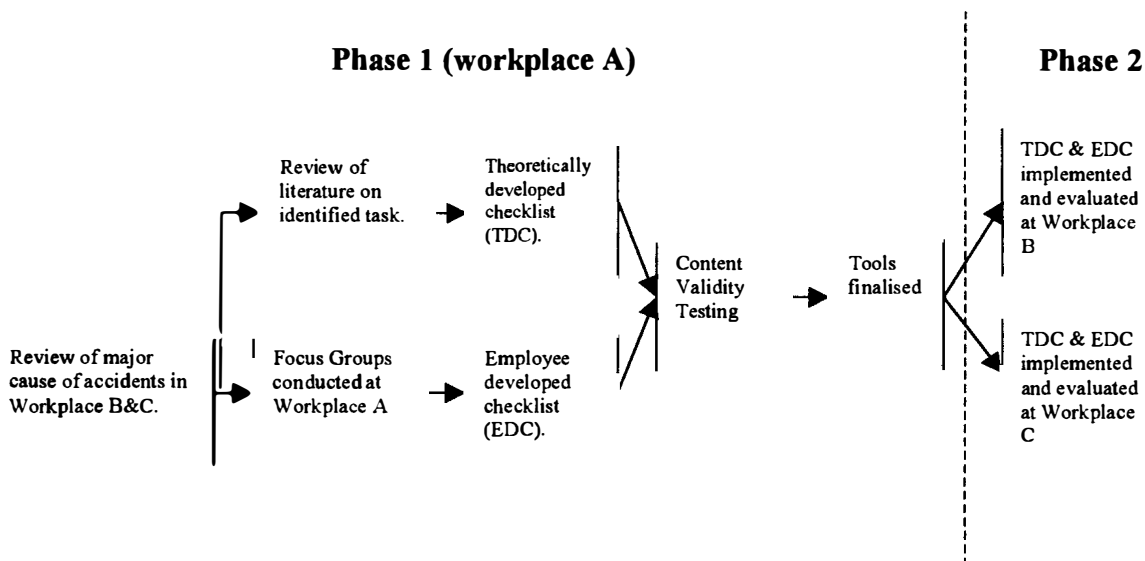 Phase 1 (workplace A)
Phase 2
Review of major
cause of accidents in
Workplace B&C.
Review of
literature on
identified task.
Theoretically
developed
checklist
(TDC).
Focus Groups
conducted at
Workplace A
Employee
developed
checklist
(EDC).
Content
Validity
Testing
Tools
finalised
TDC & EDC
implemented
and evaluated
at Workplace
B
TDC & EDC
implemented
and evaluated
at Workplace
C